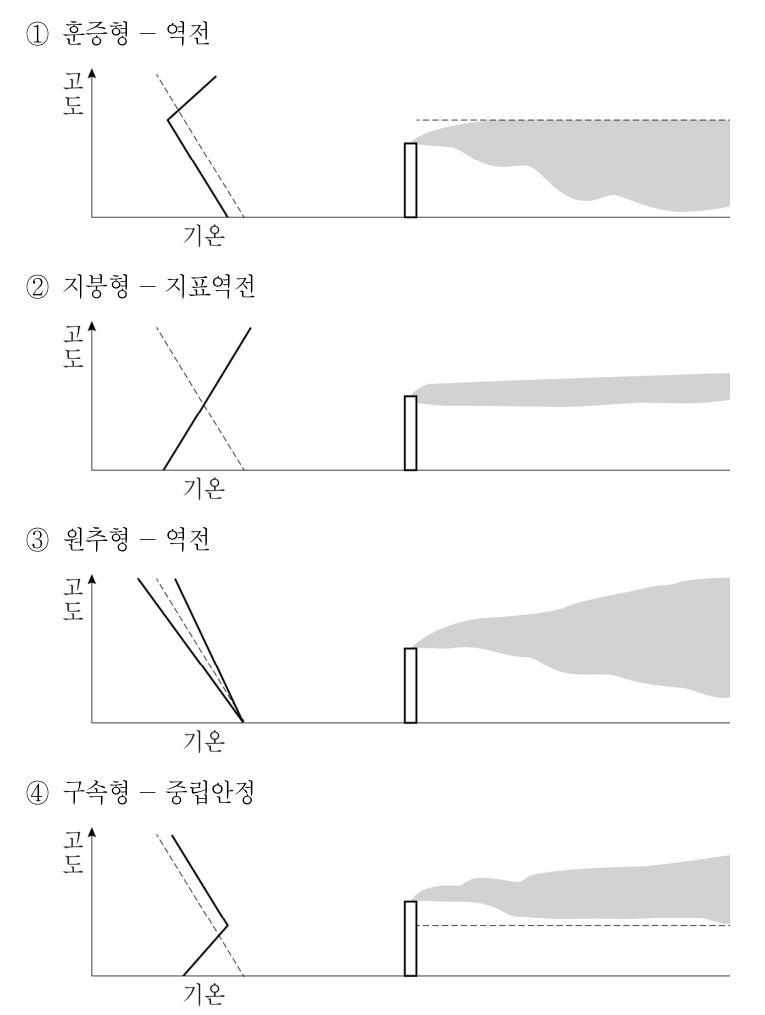 ① 훈증형 – 역전
고도
기온
② 지붕형 – 지표역전
고도
기온
③ 원추형 – 역전
고도
기온
④ 구속형 – 중립안정
고도
기온